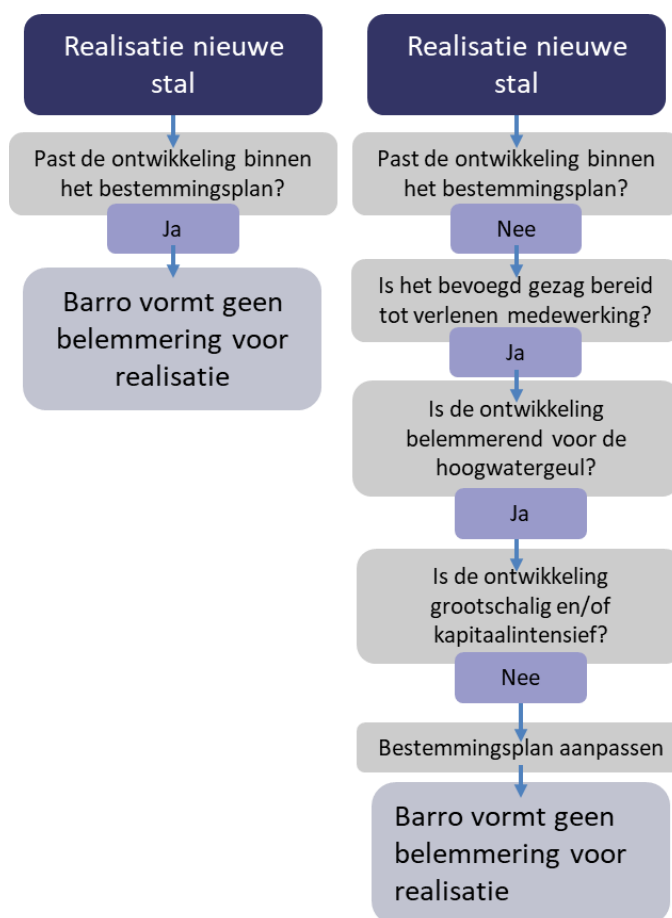 Realisatie nieuwe
stal
Past de ontwikkeling binnen
het bestemmingsplan?
Ja
Barro vormt geen
belemmering voor
realisatie
Realisatie nieuwe
stal
Past de ontwikkeling binnen
het bestemmingsplan?
Nee
Is het bevoegd gezag bereid
tot verlenen medewerking?
Ja
Is de ontwikkeling
belemmerend voor de
hoogwatergeul?
Ja
Is de ontwikkeling
grootschalig en/of
kapitaalintensief?
Nee
Bestemmingsplan aanpassen
Barro vormt geen
belemmering voor
realisatie